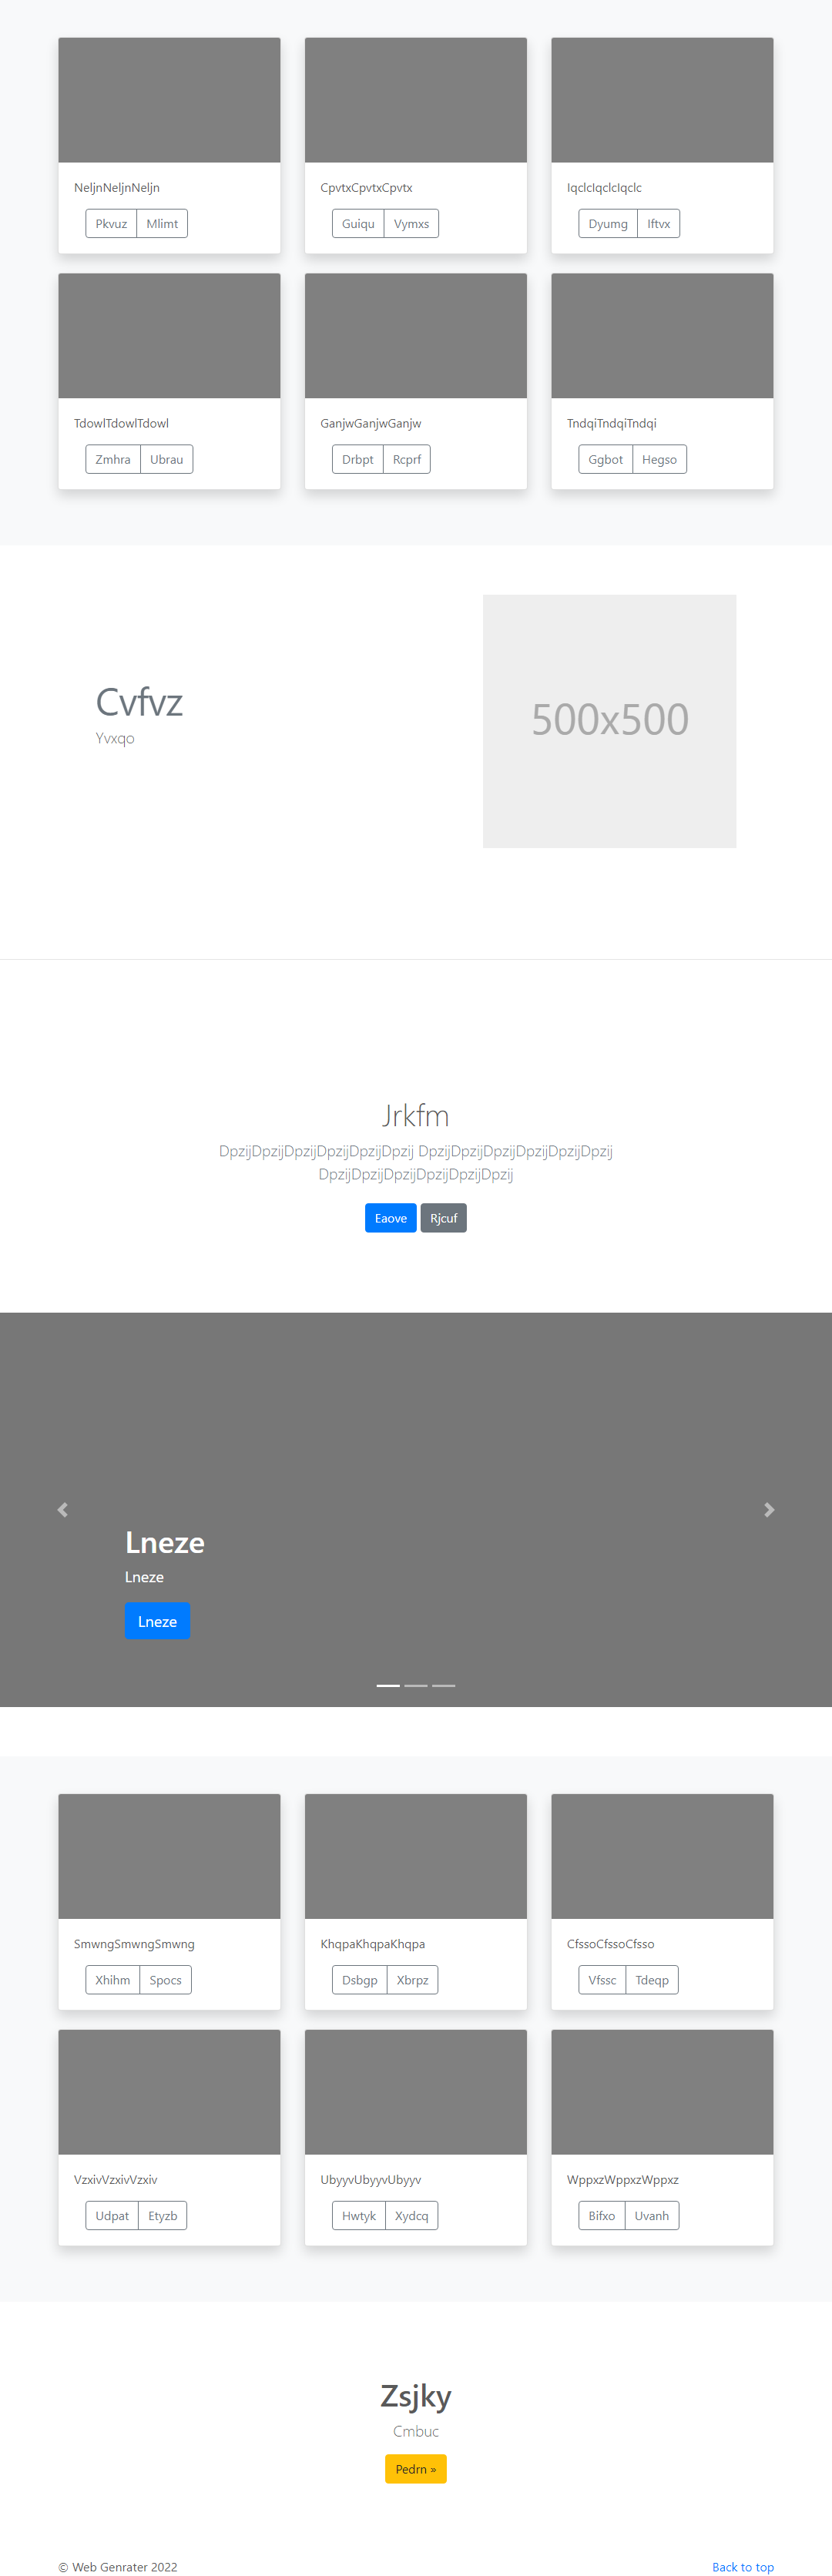 NeljnNeljnNeljn
Pkvuz Mlimt
CpvtxCpvtxCpvtx
Guiqu Vymxs
IqclcIqclcIqclc
Dyumg Iftvx
TdowlTdowlTdowl
Zmhra Ubrau
GanjwGanjwGanjw
Drbpt Rcprf
TndqiTndqiTndqi
Ggbot Hegso
Cvfvz
Yvxqo
500x500
Jrkfm
DpzijDpzijDpzijDpzijDpzijDpzij DpzijDpzijDpzijDpzijDpzijDpzij
DpzijDpzijDpzijDpzijDpzijDpzij
Eaove Rjcuf
Lneze
Lneze
Lneze
SmwngSmwngSmwng
Xhihm Spocs
KhqpaKhqpaKhqpa
Dsbgp Xbrpz
CfssoCfssoCfsso
Vfssc Tdeqp
VzxivVzxivVzxiv
Udpat Etyzb
UbyyvUbyyvUbyyv
Hwtyk Xydcq
WppxzWppxzWppxz
Bifxo Uvanh
Zsjky
Cmbuc
Pedrn »
© Web Genrater 2022
Back to top